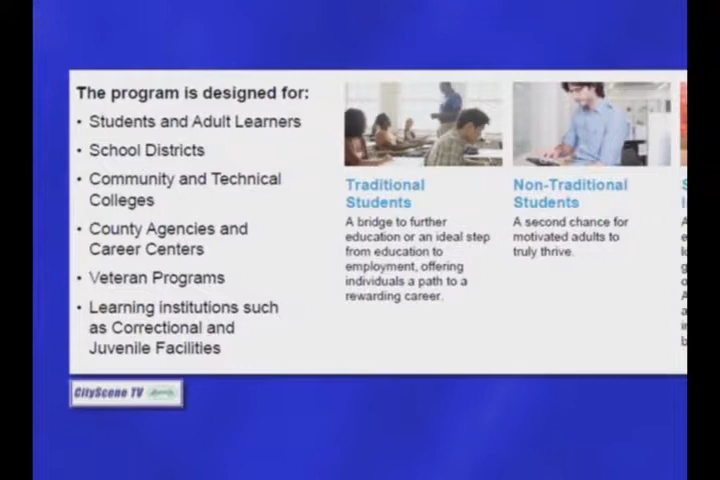 The program is designed for:
• Students and Adult Learners
• School Districts
• Community and Technical
Colleges
• County Agencies and
Career Centers
• Veteran Programs
• Learning institutions such
as Correctional and
Juvenile Facilities
Traditional
Students
A bridge to further
education or an ideal step
from education to
employment, offering
individuals a path to a
rewarding career.
Non-Traditional
Students
A second chance for
motivated adults to
truly thrive.
CityScene TV